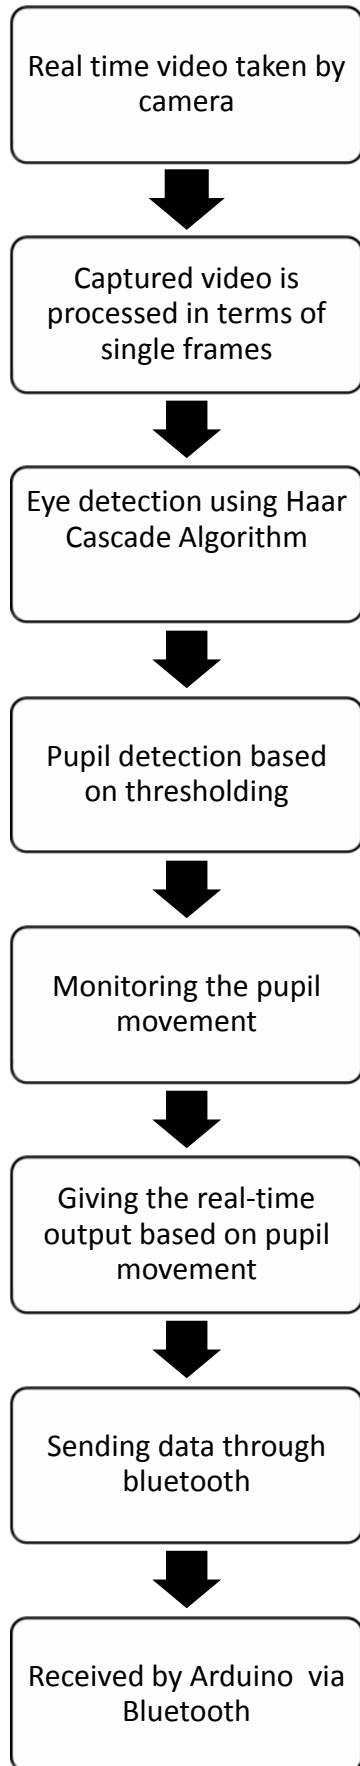 Real time video taken by
camera
Captured video is
processed in terms of
single frames
Eye detection using Haar
Cascade Algorithm
Pupil detection based
on thresholding
Monitoring the pupil
movement
Giving the real-time
output based on pupil
movement
Sending data through
bluetooth
Received by Arduino  via
Bluetooth